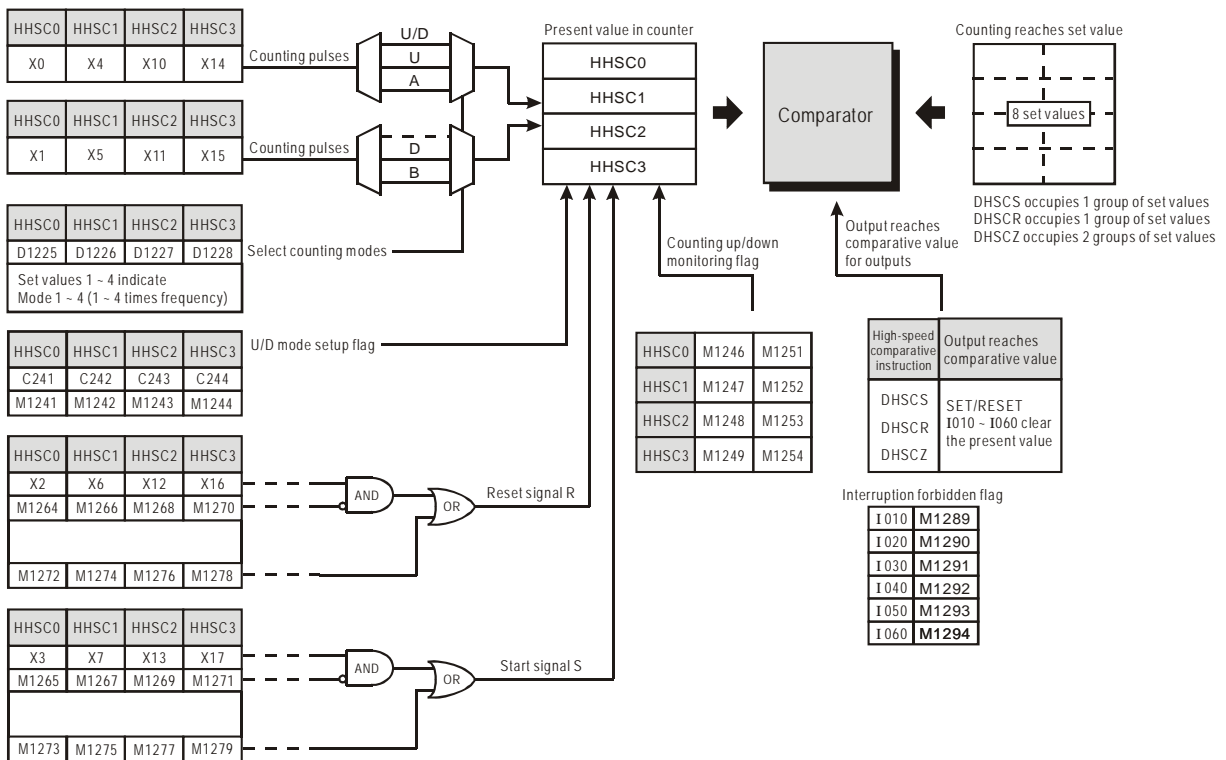 HHSC0 HHSC1 HHSC2 HHSC3
X0 X4 X10 X14
Counting pulses
U/D
U
A
HHSC0 HHSC1 HHSC2 HHSC3
X1 X5 X11 X15
Counting pulses
D
B
HHSC0 HHSC1 HHSC2 HHSC3
D1225 D1226 D1227 D1228
Set values 1 ~ 4 indicate
Mode 1 ~ 4 (1 ~ 4 times frequency)
Select counting modes
HHSC0 HHSC1 HHSC2 HHSC3
C241 C242 C243 C244
M1241 M1242 M1243 M1244
U/D mode setup flag
HHSC0 HHSC1 HHSC2 HHSC3
X2 X6 X12 X16
M1264 M1266 M1268 M1270
M1272 M1274 M1276 M1278
AND
OR
Reset signal R
HHSC0 HHSC1 HHSC2 HHSC3
X3 X7 X13 X17
M1265 M1267 M1269 M1271
M1273 M1275 M1277 M1279
AND
OR
Start signal S
Present value in counter
HHSC0
HHSC1
HHSC2
HHSC3
Comparator
Counting reaches set value
8 set values
DHSCS occupies 1 group of set values
DHSCR occupies 1 group of set values
DHSCZ occupies 2 groups of set values
Counting up/down
monitoring flag
HHSC0 M1246 M1251
HHSC1 M1247 M1252
HHSC2 M1248 M1253
HHSC3 M1249 M1254
Output reaches
comparative value
for outputs
High-speed
comparative
instruction
Output reaches
comparative value
DHSCS
DHSCR
DHSCZ
SET/RESET
I010 ~ I060 clear
the present value
Interruption forbidden flag
I010 M1289
I020 M1290
I030 M1291
I040 M1292
I050 M1293
I060 M1294